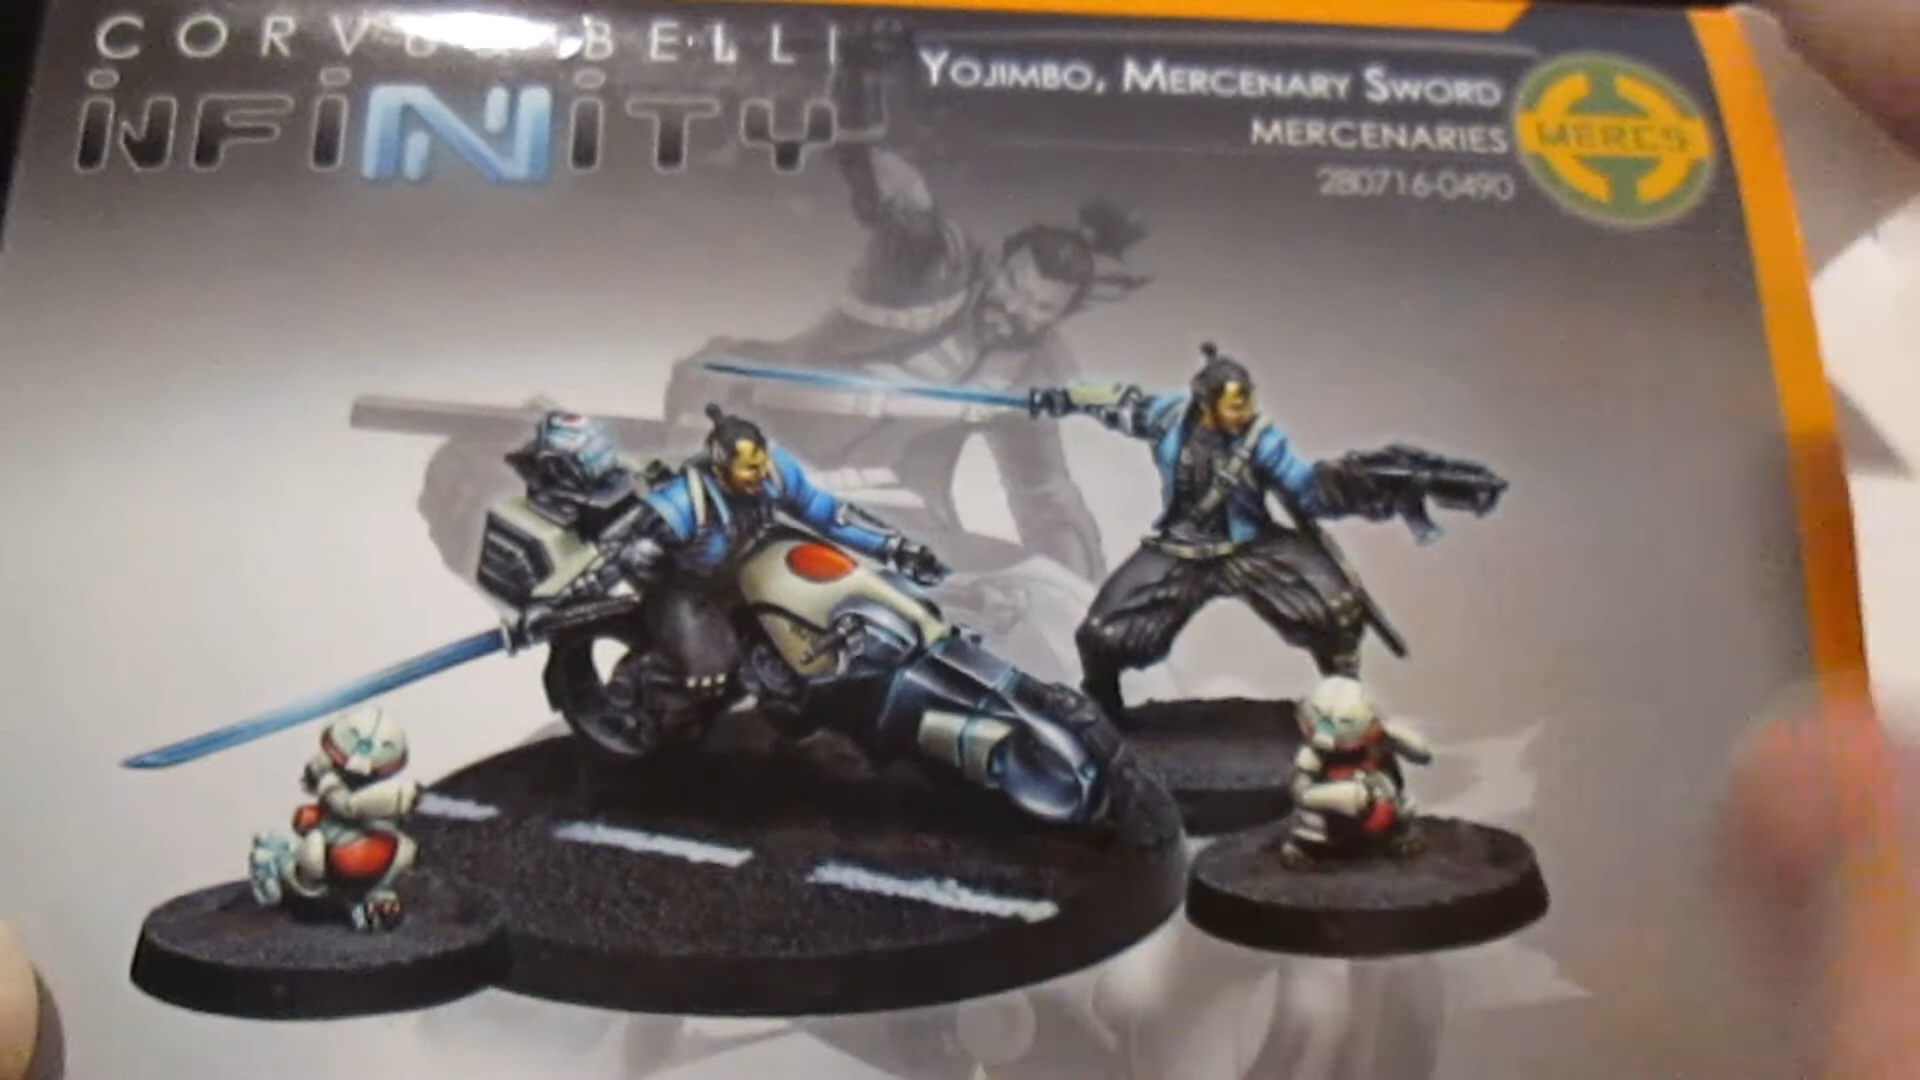 CORVUS BELLI
iNFiNiTY
YOJIMBO, MERCENARY SWORD
MERCENARIES
280716-0490
MERCS